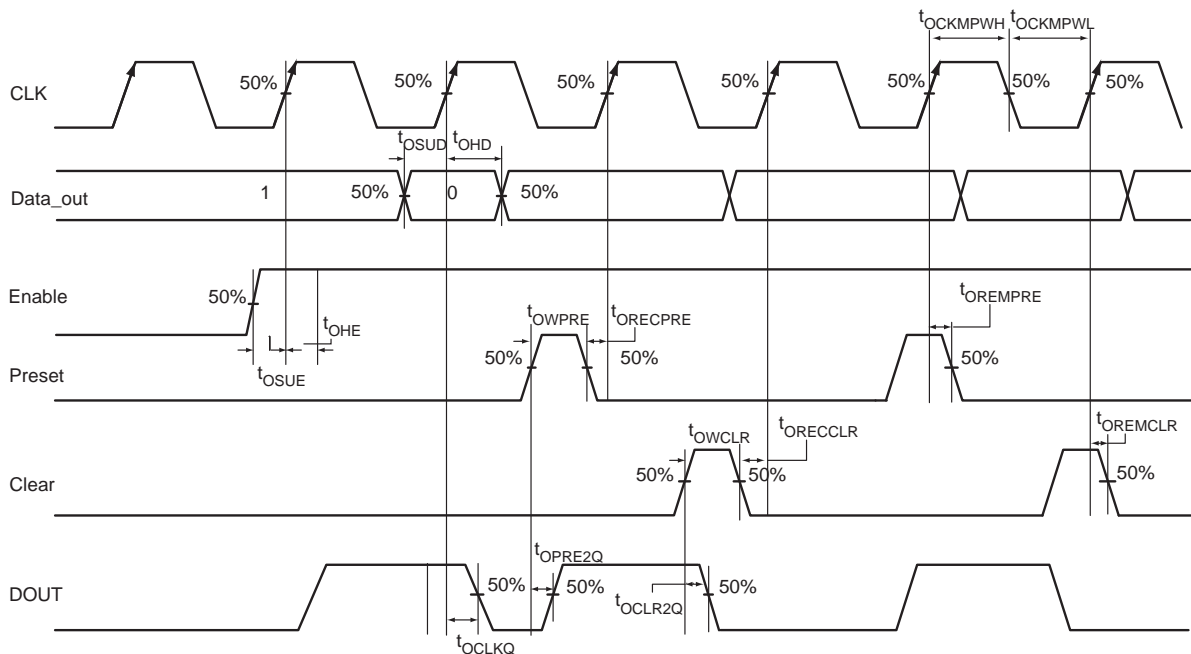 tOCKMPWH tOCKMPWL
CLK 50% 50% 50% 50% 50% 50% 50%
tOSUD tOHD
Data_out 1 50% 0 50%
Enable 50%
tOHE
tOSUE
tOWPRE tORECPRE tOREMPRE
Preset 50% 50% 50%
tOWCLR tORECCLR tOREMCLR
Clear 50% 50% 50%
tOPRE2Q
DOUT 50% 50% 50%
tOCLR2Q
tOCLKQ